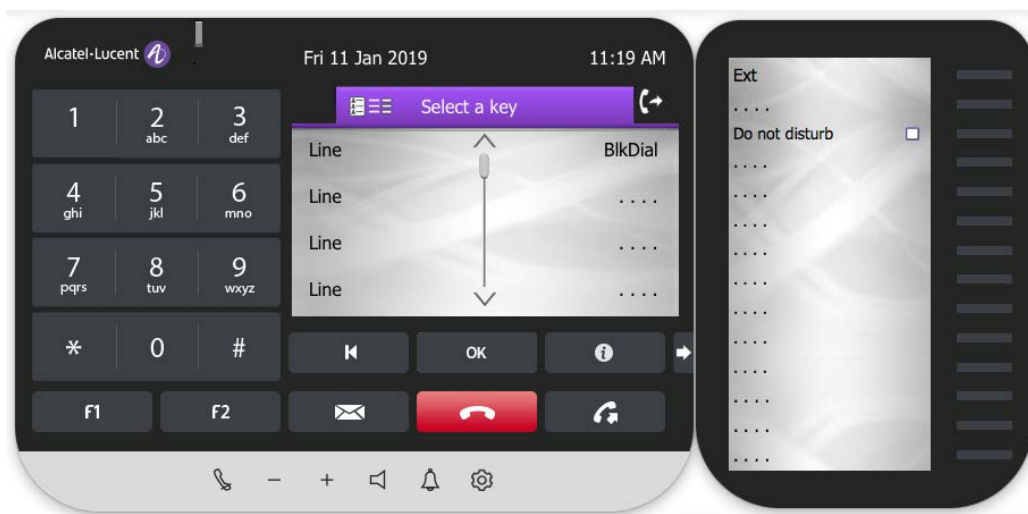 Alcatel·Lucent
Fri 11 Jan 2019 11:19 AM
Select a key
Line BlkDial
Line . . . .
Line . . . .
Line . . . .
1 2 abc 3 def
4 ghi 5 jkl 6 mno
7 pqrs 8 tuv 9 wxyz
* 0 #
F1 F2
OK
Ext
. . . .
Do not disturb
. . . .
. . . .
. . . .
. . . .
. . . .
. . . .
. . . .
. . . .
. . . .
. . . .
. . . .